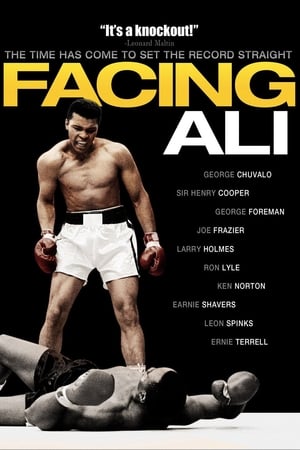 "It's a knockout!"
-Leonard Maltin
THE TIME HAS COME TO SET THE RECORD STRAIGHT
FACING
ALI
GEORGE CHUVALO
SIR HENRY COOPER
GEORGE FOREMAN
JOE FRAZIER
LARRY HOLMES
RON LYLE
KEN NORTON
EARNIE SHAVERS
LEON SPINKS
ERNIE TERRELL